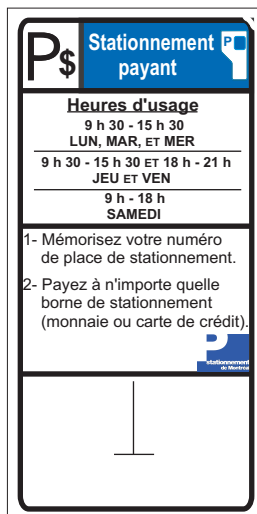 P$
Stationnement
payant
P
Heures d'usage
9 h 30 - 15 h 30
LUN, MAR, ET MER
9 h 30 - 15 h 30 ET 18 h - 21 h
JEU ET VEN
9 h - 18 h
SAMEDI
1- Mémorisez votre numéro
de place de stationnement.
2- Payez à n'importe quelle
borne de stationnement
(monnaie ou carte de crédit).
P
stationnement
de Montréal